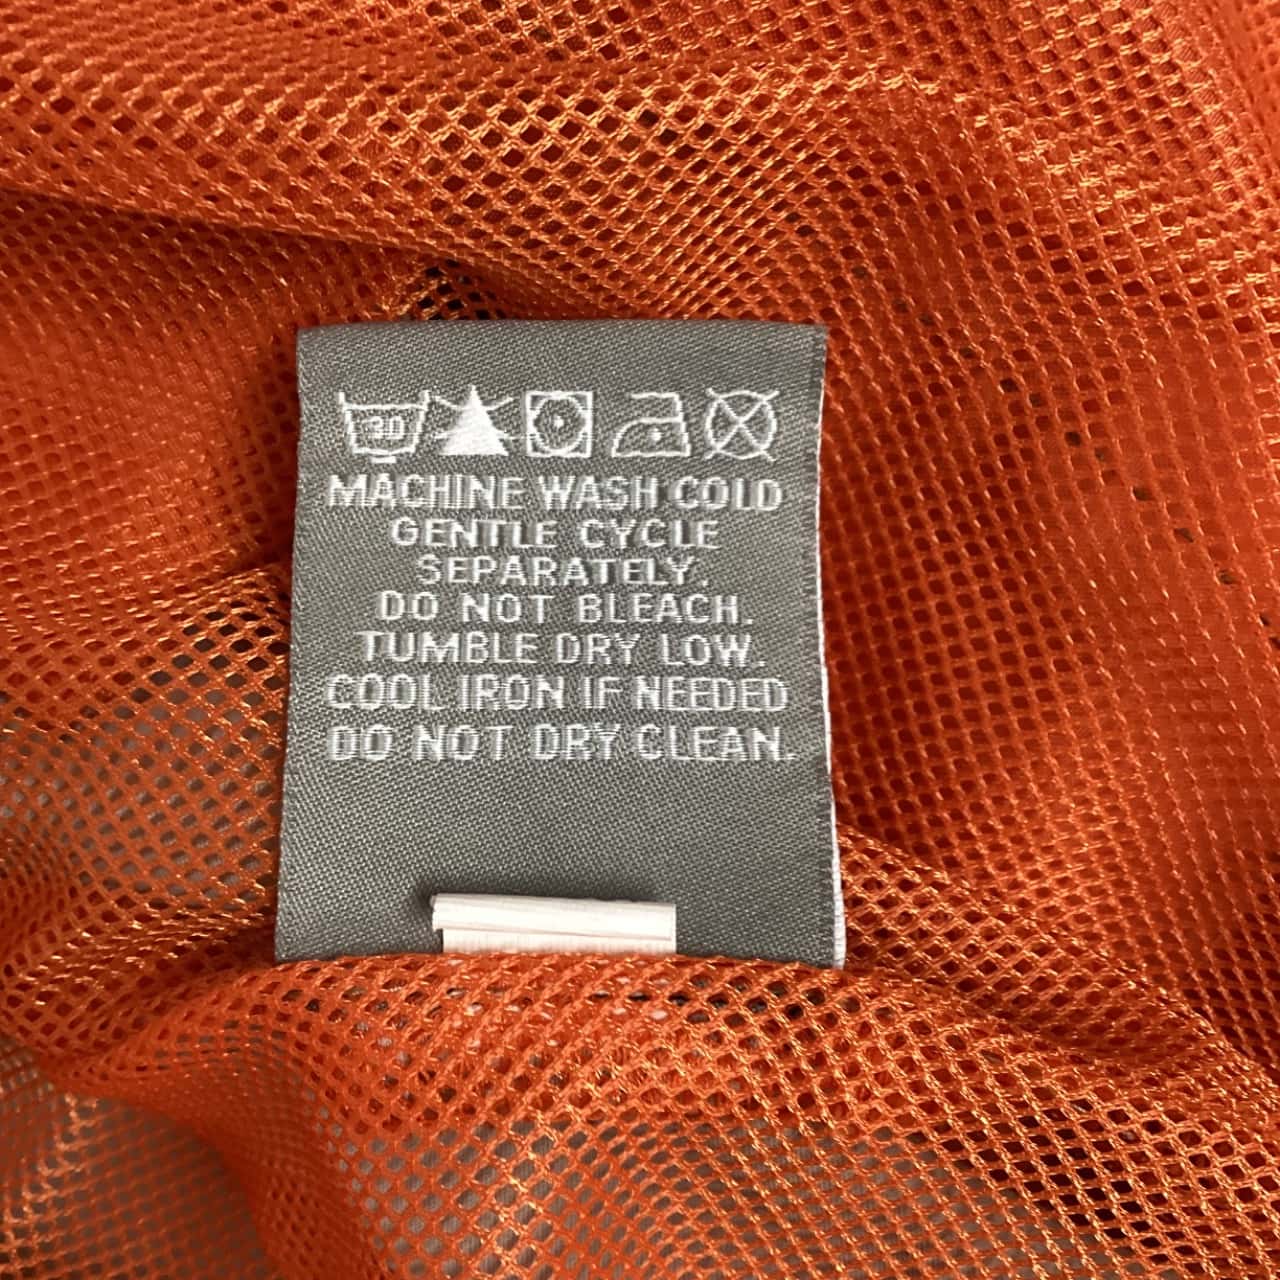 30
MACHINE WASH COLD
GENTLE CYCLE
SEPARATELY.
DO NOT BLEACH.
TUMBLE DRY LOW.
COOL IRON IF NEEDED
DO NOT DRY CLEAN.